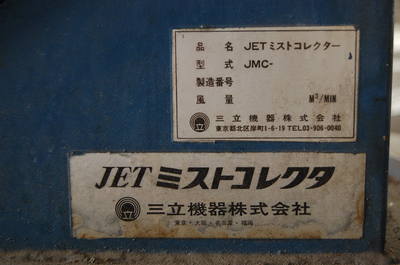 品名 JETミストコレクター
型式 JMC-
製造番号
風量 M³/MIN
三立機器株式会社
東京都北区岸町1-6-19 TEL03-906-0040
JETミストコレクタ
三立機器株式会社
東京・大阪・名古屋・福岡